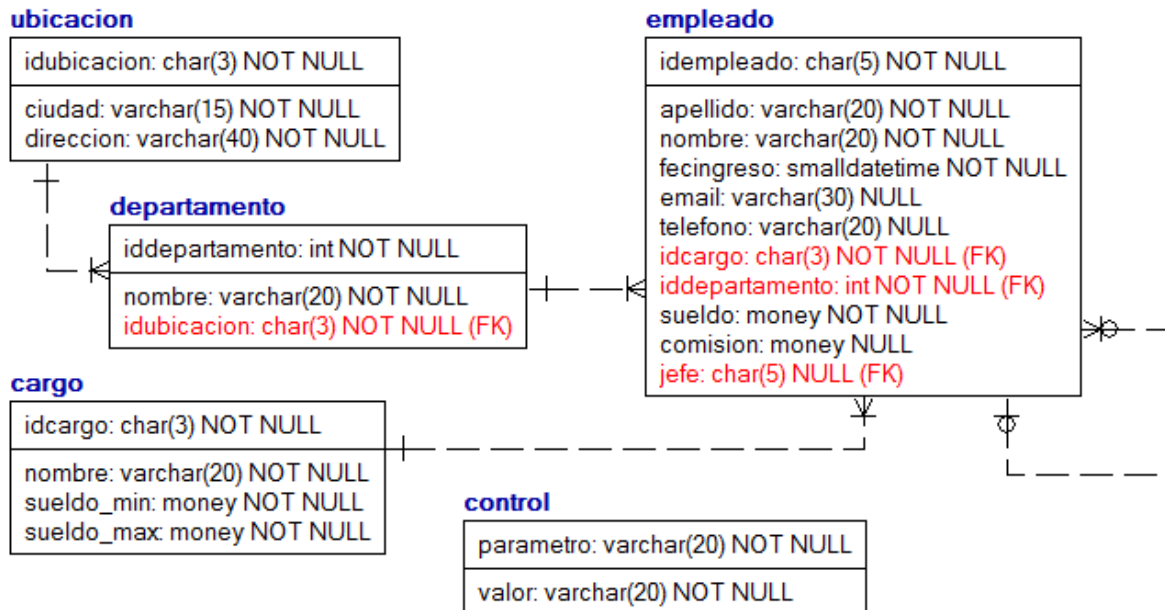 ubicacion
idubicacion: char(3) NOT NULL
ciudad: varchar(15) NOT NULL
direccion: varchar(40) NOT NULL
departamento
iddepartamento: int NOT NULL
nombre: varchar(20) NOT NULL
idubicacion: char(3) NOT NULL (FK)
cargo
idcargo: char(3) NOT NULL
nombre: varchar(20) NOT NULL
sueldo_min: money NOT NULL
sueldo_max: money NOT NULL
empleado
idempleado: char(5) NOT NULL
apellido: varchar(20) NOT NULL
nombre: varchar(20) NOT NULL
fecingreso: smalldatetime NOT NULL
email: varchar(30) NULL
telefono: varchar(20) NULL
idcargo: char(3) NOT NULL (FK)
iddepartamento: int NOT NULL (FK)
sueldo: money NOT NULL
comision: money NULL
jefe: char(5) NULL (FK)
control
parametro: varchar(20) NOT NULL
valor: varchar(20) NOT NULL